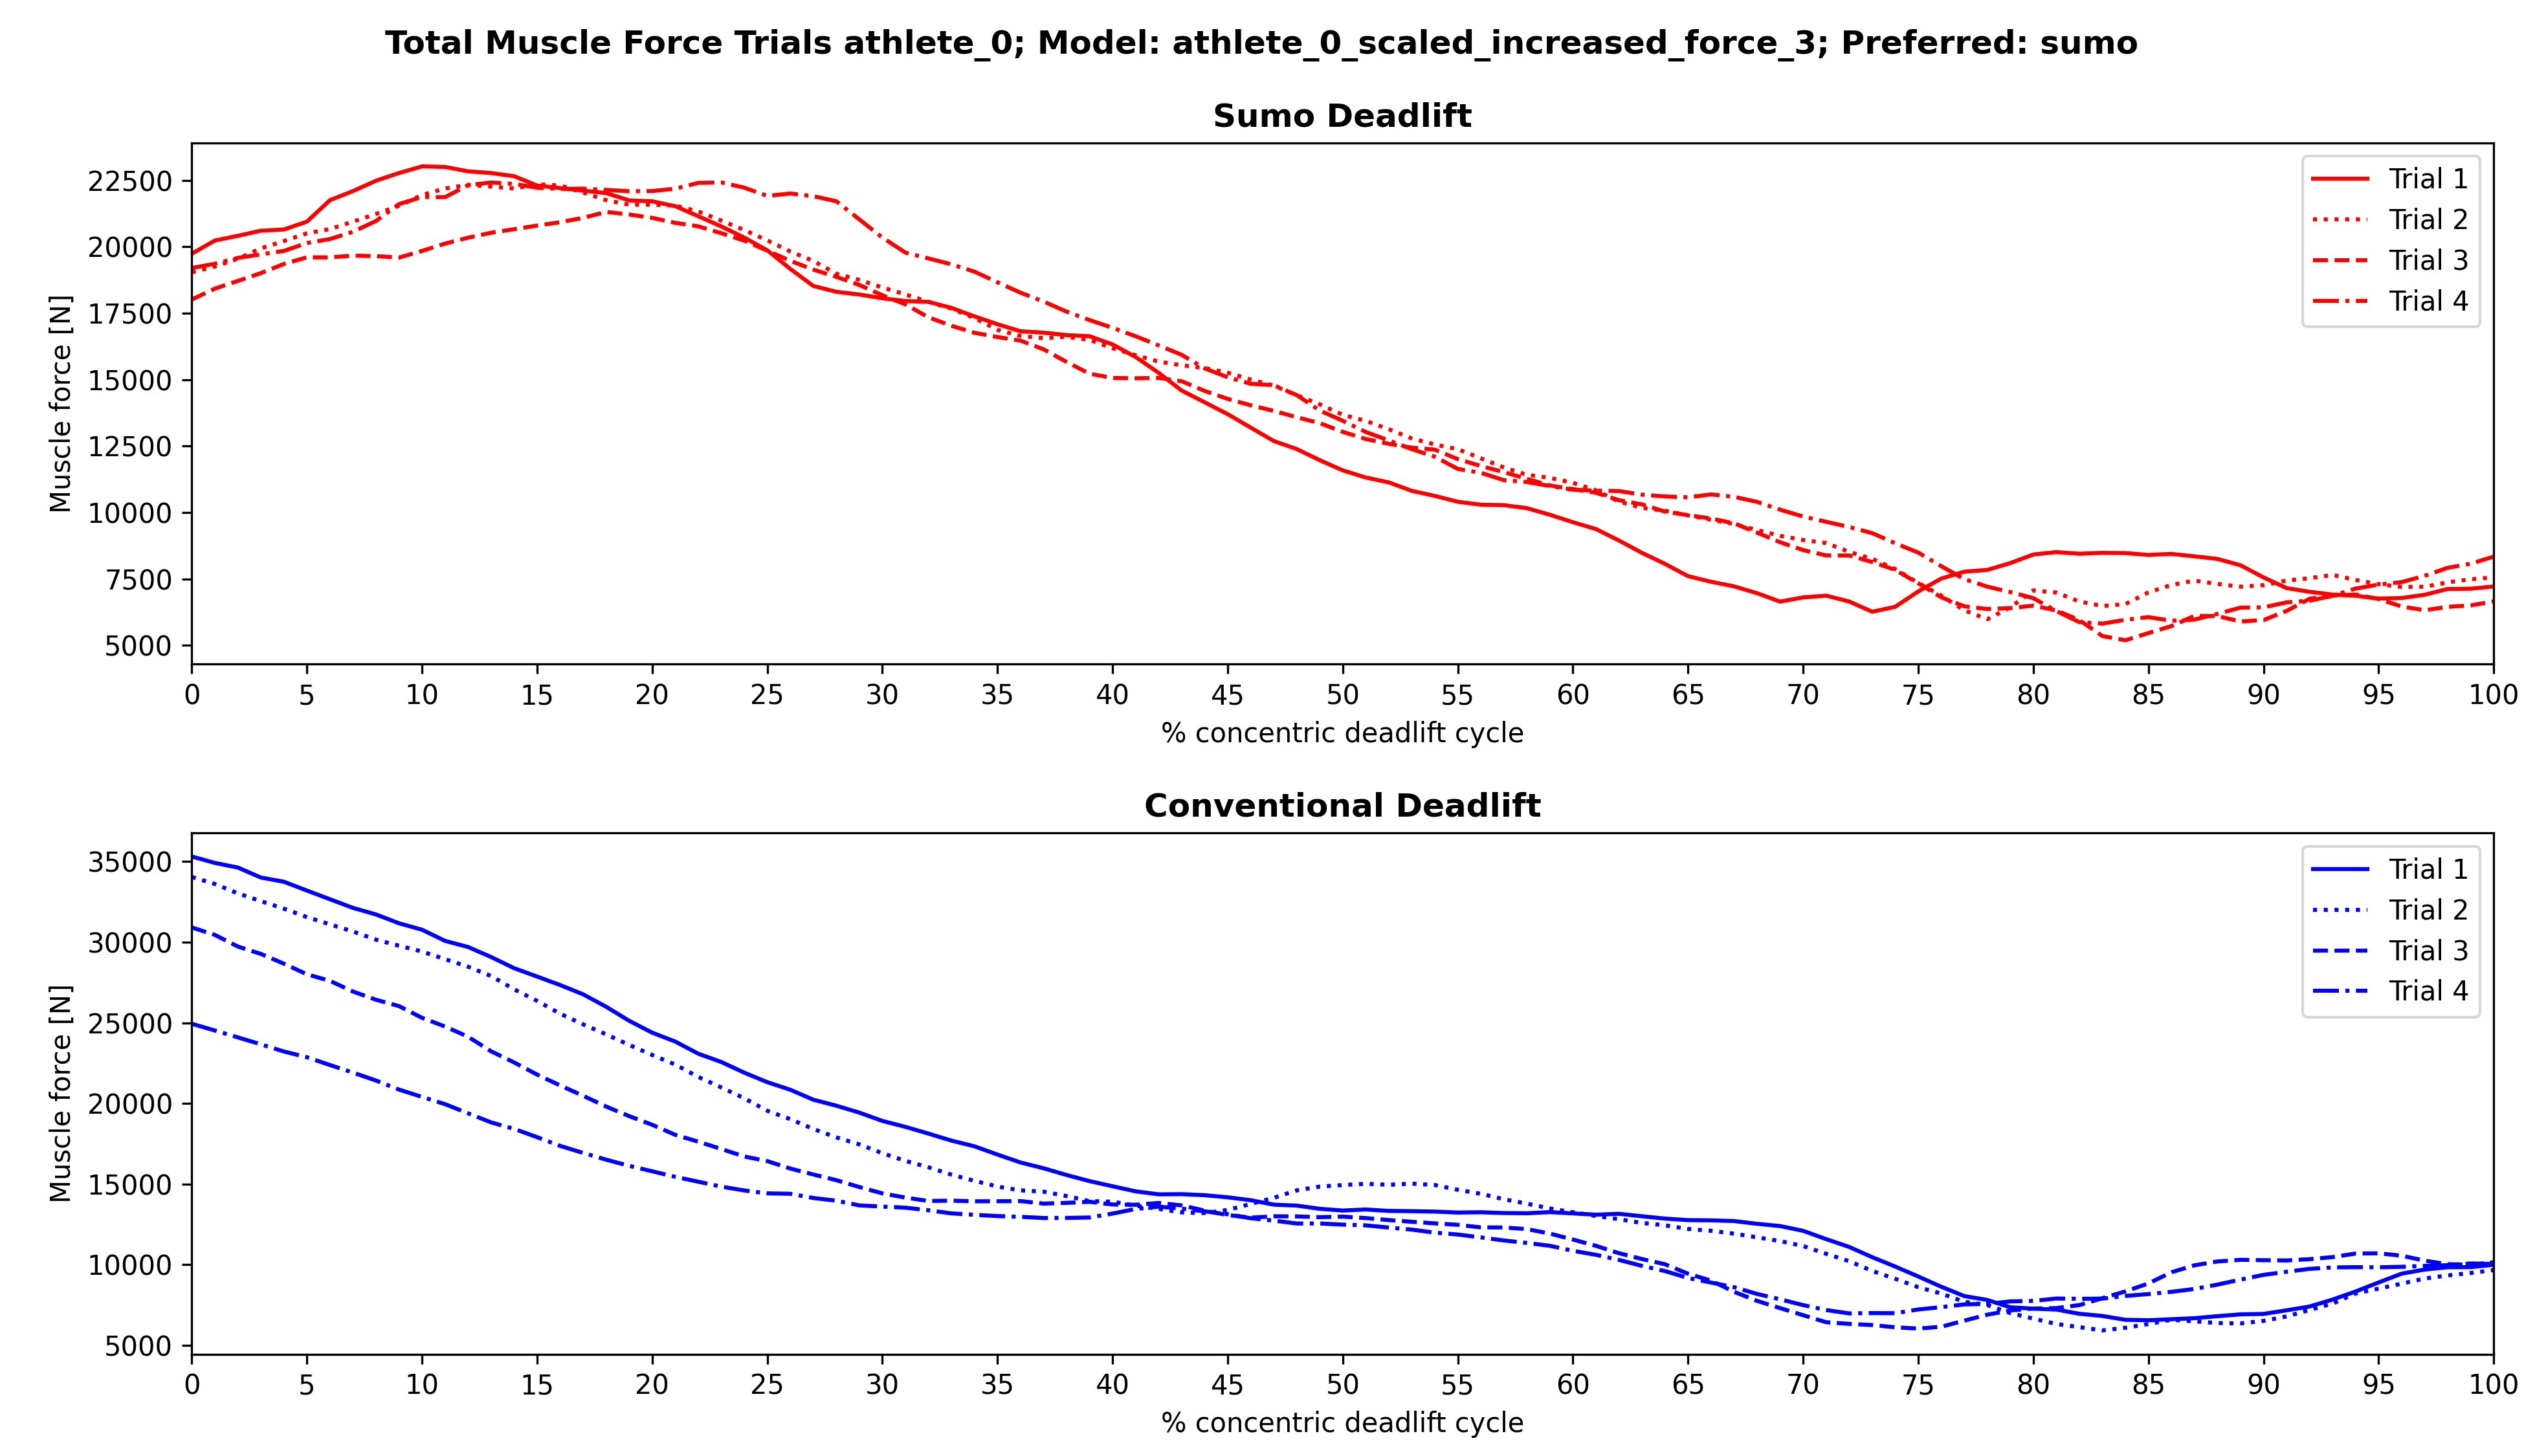 Total Muscle Force Trials athlete_0; Model: athlete_0_scaled_increased_force_3; Preferred: sumo
Sumo Deadlift
Muscle force [N]
22500
20000
17500
15000
12500
10000
7500
5000
Trial 1
Trial 2
Trial 3
Trial 4
0 5 10 15 20 25 30 35 40 45 50 55 60 65 70 75 80 85 90 95 100
% concentric deadlift cycle
Conventional Deadlift
Muscle force [N]
35000
30000
25000
20000
15000
10000
5000
Trial 1
Trial 2
Trial 3
Trial 4
0 5 10 15 20 25 30 35 40 45 50 55 60 65 70 75 80 85 90 95 100
% concentric deadlift cycle